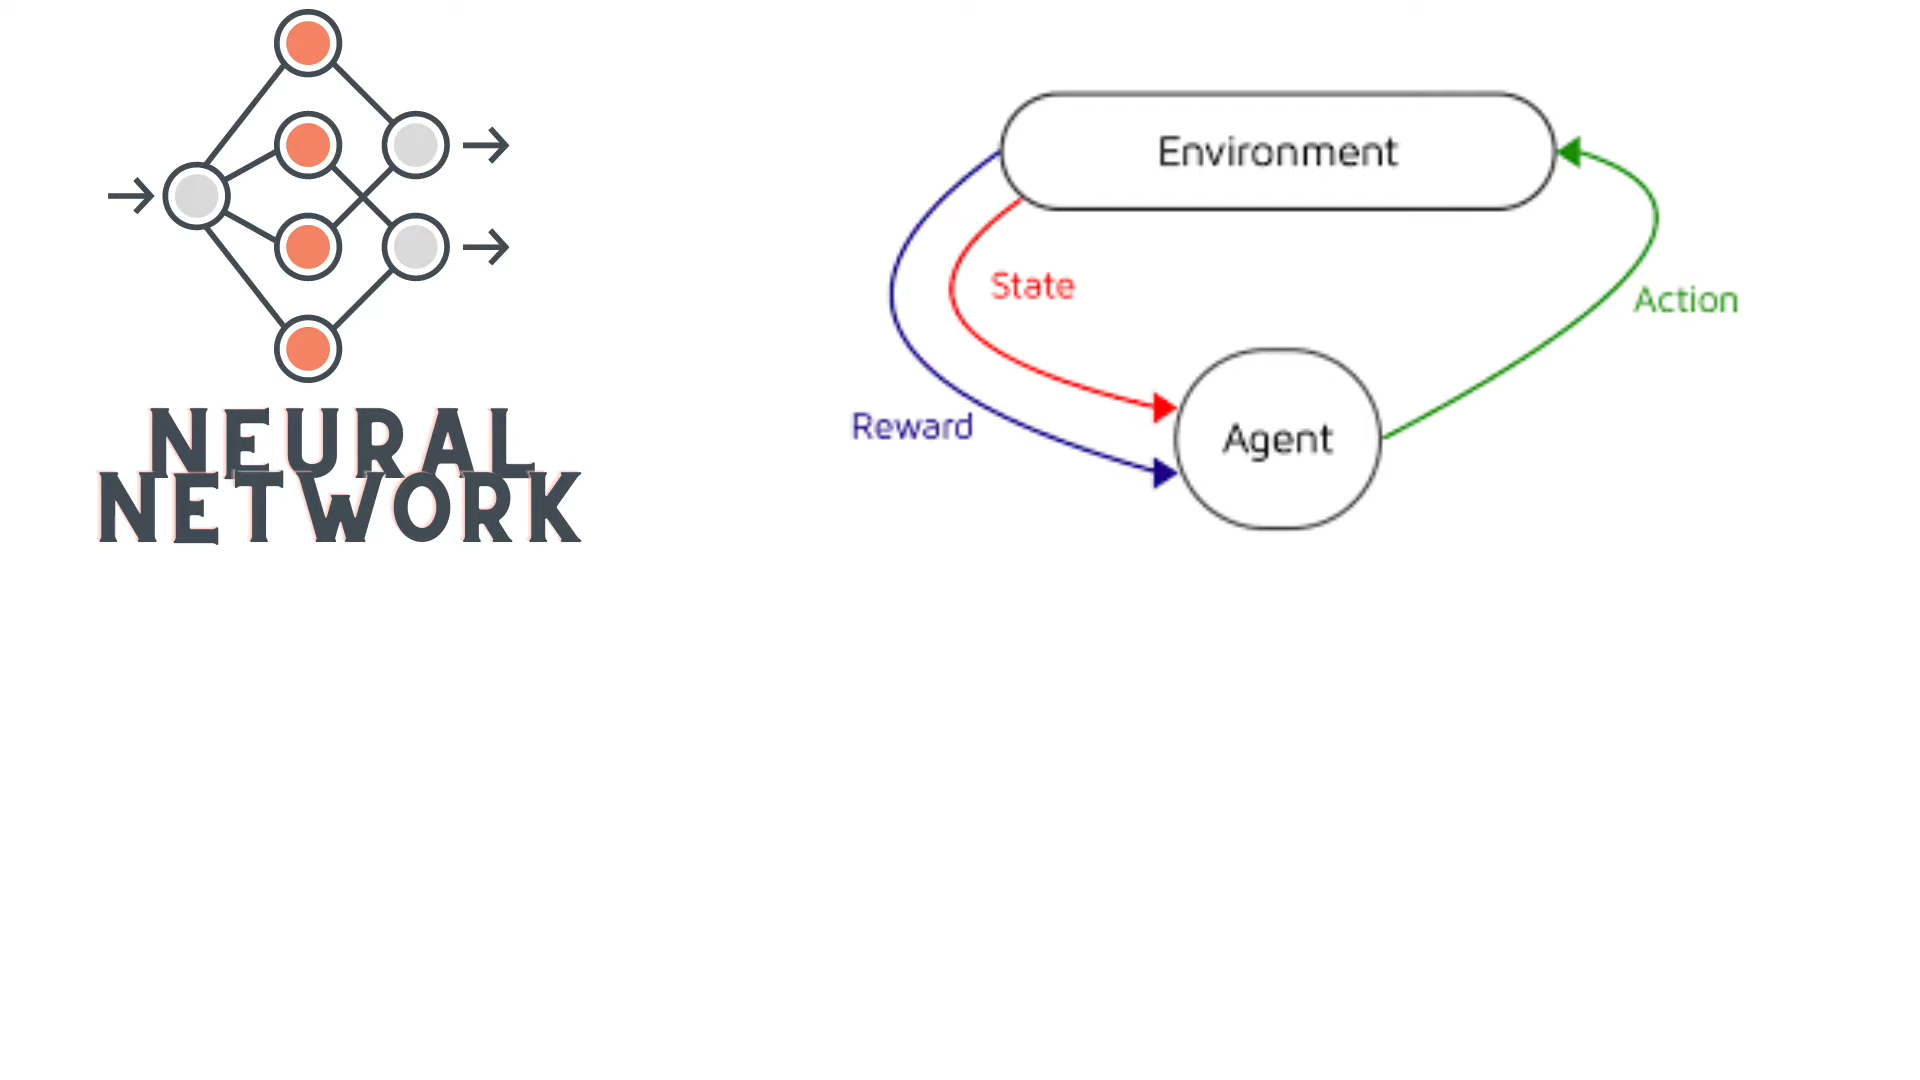 NEURAL
NETWORK
Environment
State
Action
Reward
Agent